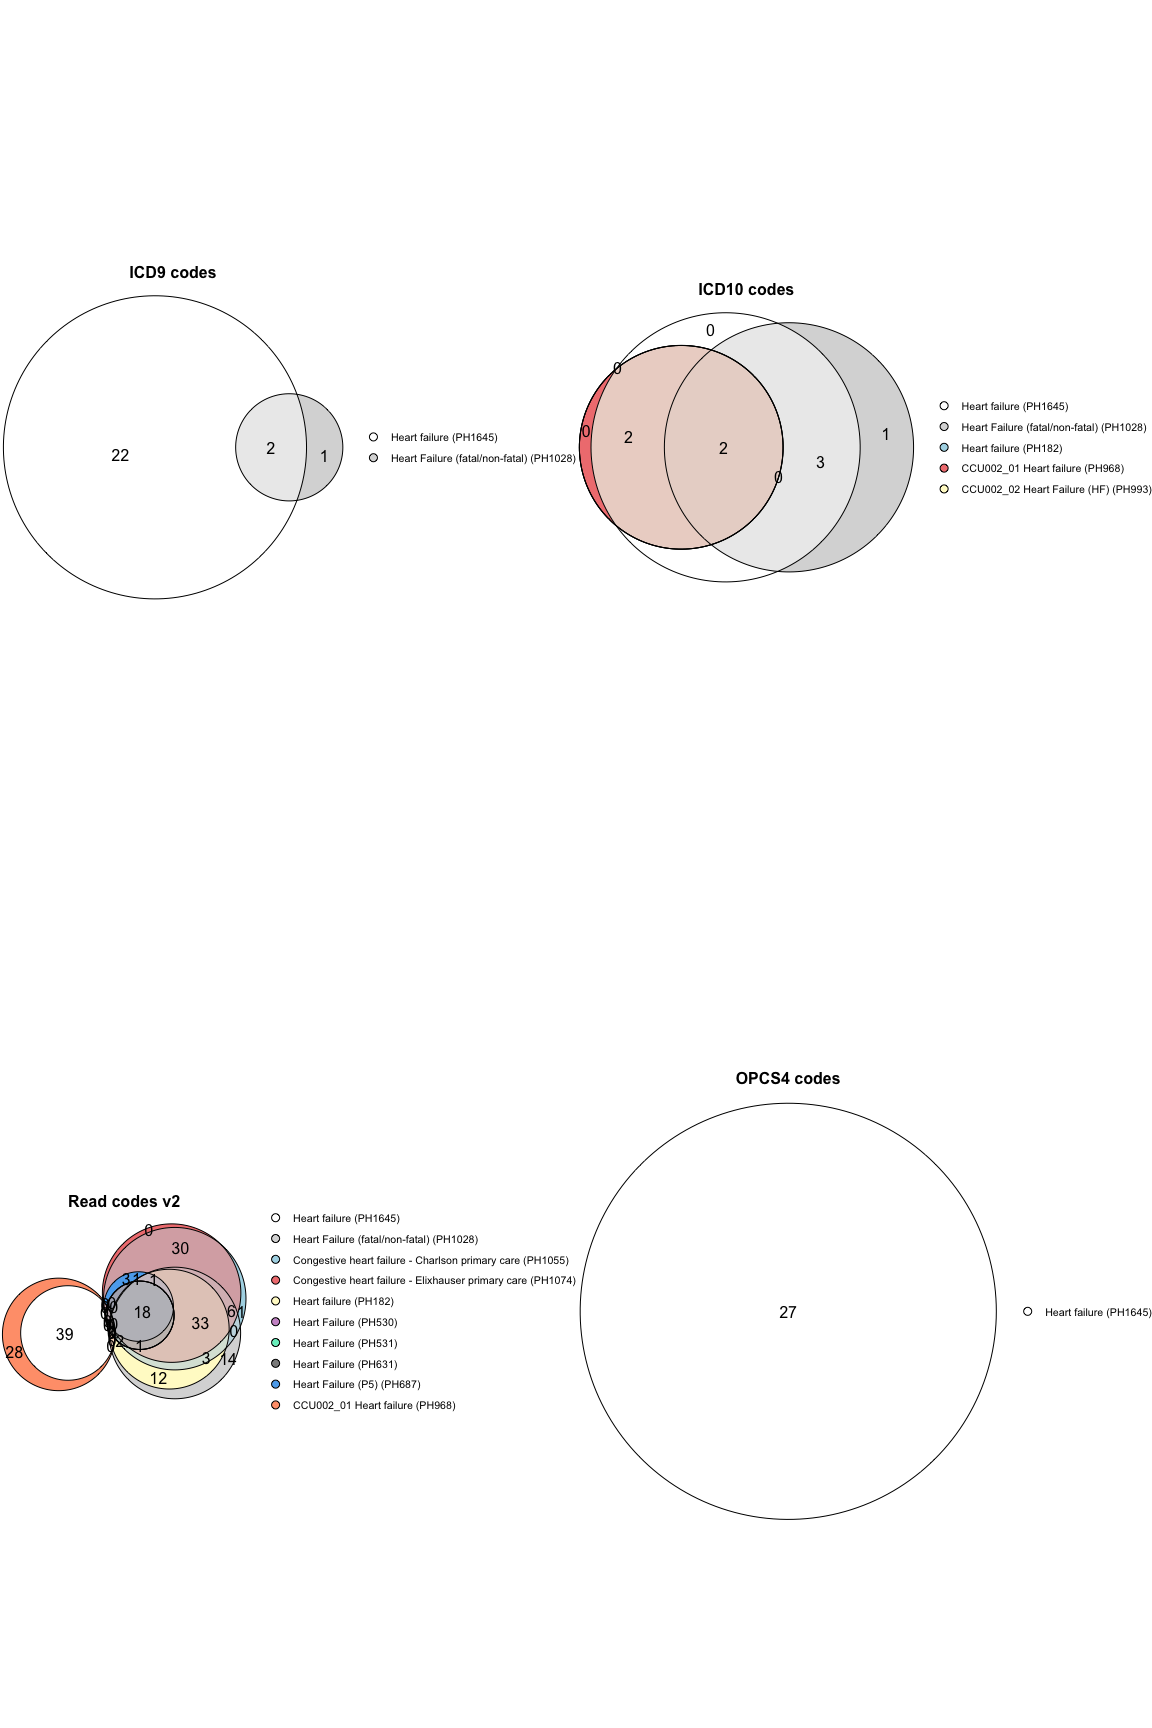 ICD9 codes
22
2
1
Heart failure (PH1645)
Heart Failure (fatal/non-fatal) (PH1028)
ICD10 codes
0
0
0
2
2
0
3
1
Heart failure (PH1645)
Heart Failure (fatal/non-fatal) (PH1028)
Heart failure (PH182)
CCU002_01 Heart failure (PH968)
CCU002_02 Heart Failure (HF) (PH993)
Read codes v2
0
30
1
18
33
6
1
0
39
28
1
3
14
12
Heart failure (PH1645)
Heart Failure (fatal/non-fatal) (PH1028)
Congestive heart failure - Charlson primary care (PH1055)
Congestive heart failure - Elixhauser primary care (PH1074)
Heart failure (PH182)
Heart Failure (PH530)
Heart Failure (PH531)
Heart Failure (PH631)
Heart Failure (P5) (PH687)
CCU002_01 Heart failure (PH968)
OPCS4 codes
27
Heart failure (PH1645)